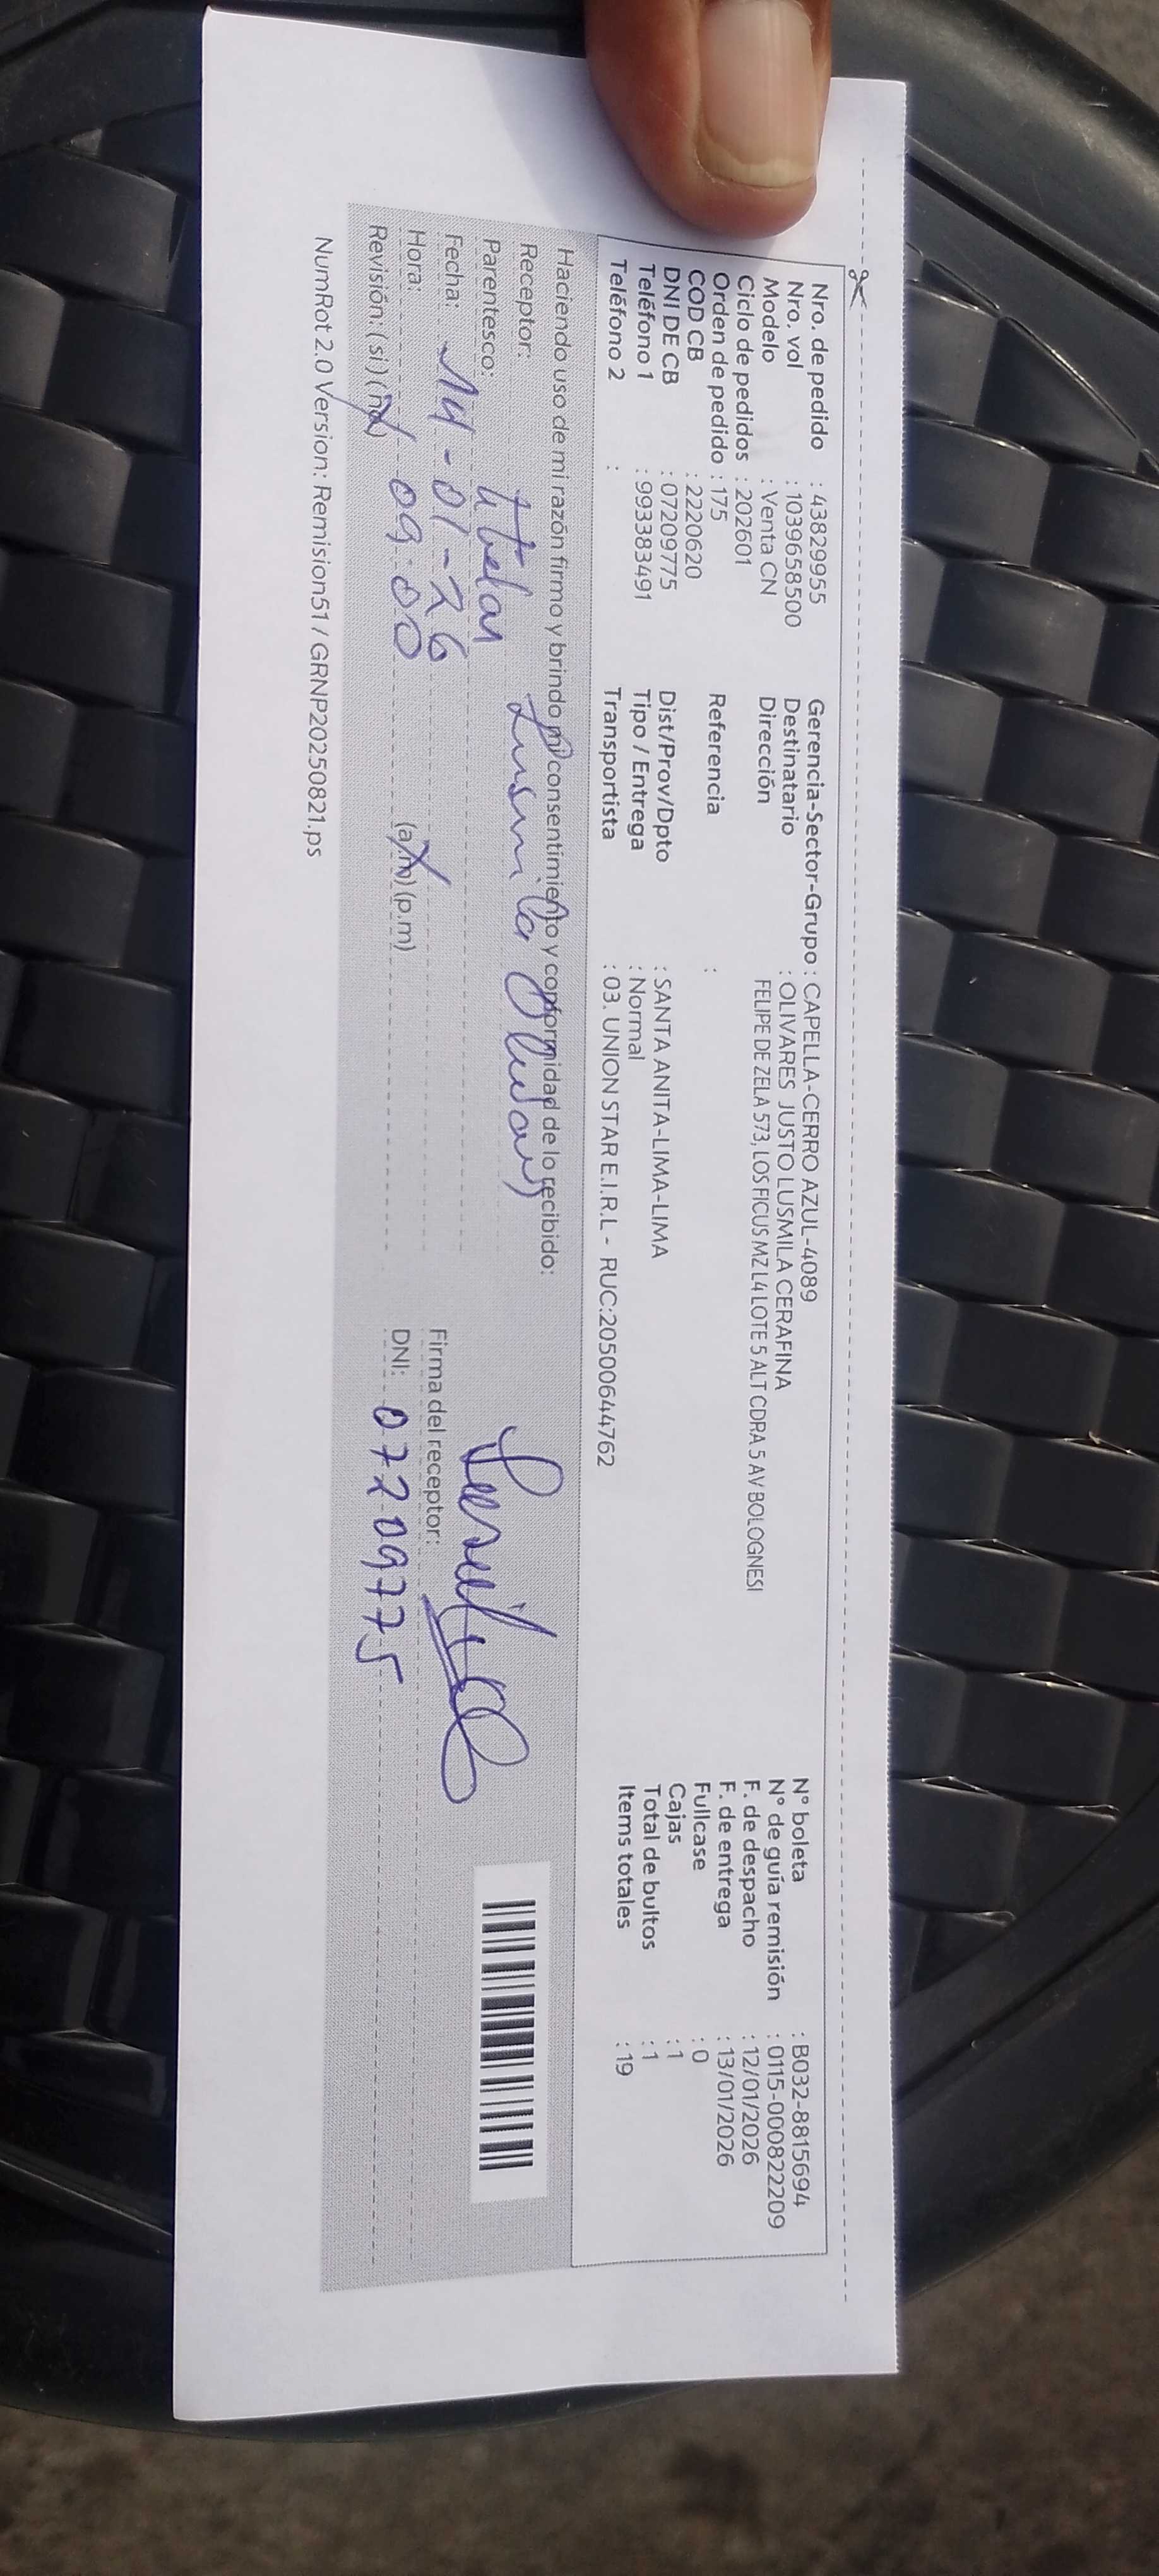 Nro. de pedido : 43829955
Nro. vol : 1039658500
Modelo : Venta CN
Ciclo de pedidos : 202601
Orden de pedido : 175
COD CB : 2220620
DNI DE CB : 07209775
Teléfono 1 : 993383491
Teléfono 2 :
Gerencia-Sector-Grupo : CAPELLA-CERRO AZUL-4089
Destinatario : OLIVARES JUSTO LUSMILA CERAFINA
Dirección FELIPE DE ZELA 573, LOS FICUS MZ L4 LOTE 5 ALT CDRA 5 AV BOLOGNESI
Referencia :
Dist/Prov/Dpto : SANTA ANITA-LIMA-LIMA
Tipo / Entrega : Normal
Transportista : 03. UNION STAR E.I.R.L - RUC:20500644762
N° boleta : B032-8815694
N° de guía remisión : 0115-000822209
F. de despacho : 12/01/2026
F. de entrega : 13/01/2026
Fullcase : 0
Cajas : 1
Total de bultos : 1
Items totales : 19
Haciendo uso de mi razón firmo y brindo mi consentimiento y conformidad de lo recibido:
Receptor: Lusmila Olivares
Parentesco: titular
Fecha: 14-01-26
Hora: 09:00 (a.m) (p.m)
Revisión: (si) (no)
Firma del receptor:
DNI: 07209775
NumRot 2.0 Version: Remision51 / GRNP20250821.ps